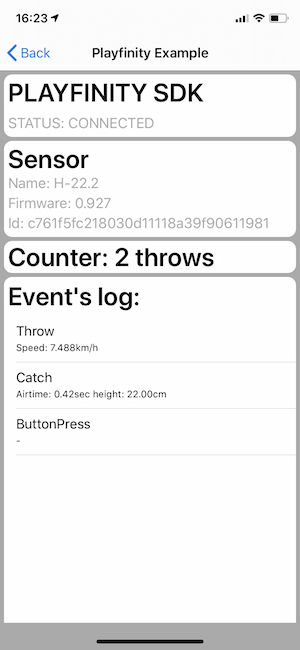 16:23
Back
Playfinity Example
PLAYFINITY SDK
STATUS: CONNECTED
Sensor
Name: H-22.2
Firmware: 0.927
Id: c761f5fc218030d11118a39f90611981
Counter: 2 throws
Event's log:
Throw
Speed: 7.488km/h
Catch
Airtime: 0.42sec height: 22.00cm
ButtonPress
-